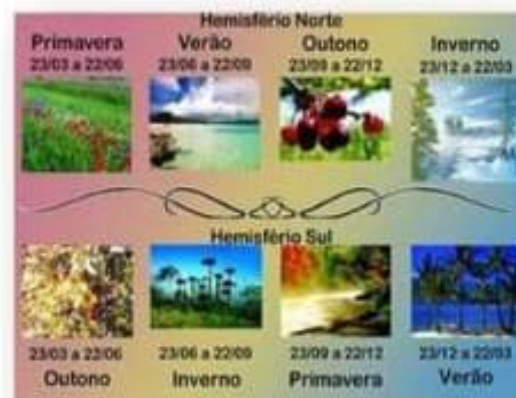 Hemisfério Norte
Primavera Verão Outono Inverno
23/03 a 22/06 23/06 a 22/09 23/09 a 22/12 23/12 a 22/03
Hemisfério Sul
23/03 a 22/06 23/06 a 22/09 23/09 a 22/12 23/12 a 22/03
Outono Inverno Primavera Verão